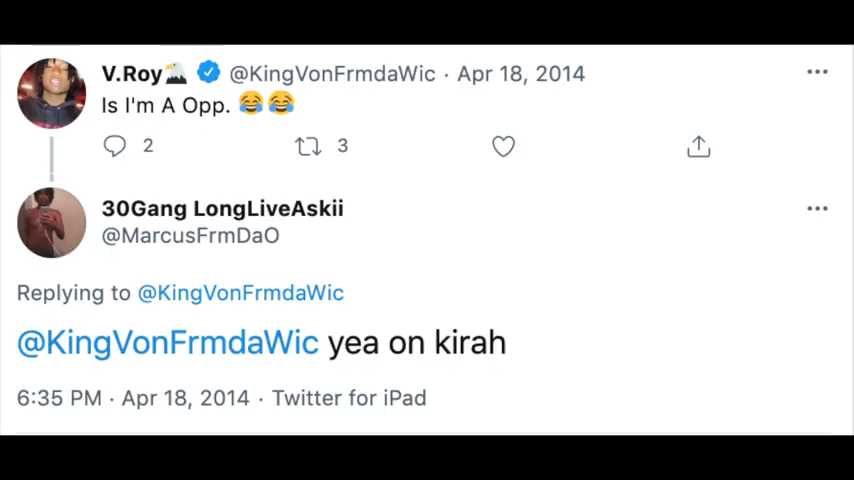 V.Roy🦅 @KingVonFrmdaWic · Apr 18, 2014
Is I'm A Opp. 😂😂
2 3
30Gang LongLiveAskii
@MarcusFrmDaO
Replying to @KingVonFrmdaWic
@KingVonFrmdaWic yea on kirah
6:35 PM · Apr 18, 2014 · Twitter for iPad